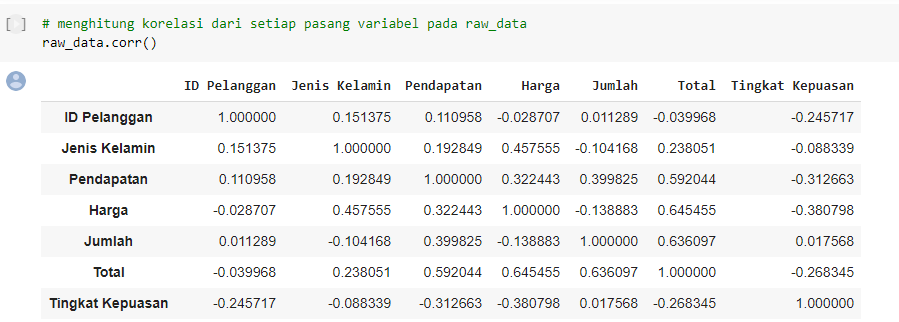 [ ] # menghitung korelasi dari setiap pasang variabel pada raw_data
raw_data.corr()
ID Pelanggan Jenis Kelamin Pendapatan Harga Jumlah Total Tingkat Kepuasan
ID Pelanggan 1.000000 0.151375 0.110958 -0.028707 0.011289 -0.039968 -0.245717
Jenis Kelamin 0.151375 1.000000 0.192849 0.457555 -0.104168 0.238051 -0.088339
Pendapatan 0.110958 0.192849 1.000000 0.322443 0.399825 0.592044 -0.312663
Harga -0.028707 0.457555 0.322443 1.000000 -0.138883 0.645455 -0.380798
Jumlah 0.011289 -0.104168 0.399825 -0.138883 1.000000 0.636097 0.017568
Total -0.039968 0.238051 0.592044 0.645455 0.636097 1.000000 -0.268345
Tingkat Kepuasan -0.245717 -0.088339 -0.312663 -0.380798 0.017568 -0.268345 1.000000